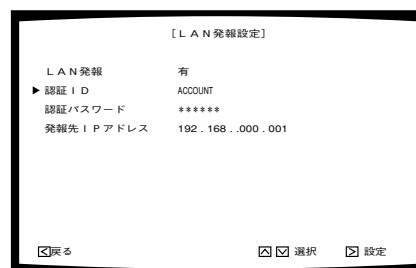 [ＬＡＮ発報設定]
ＬＡＮ発報 有
▶ 認証ＩＤ ACCOUNT
認証パスワード ******
発報先ＩＰアドレス 192．168．.000．001
<戻る ∧ ∨ 選択 > 設定